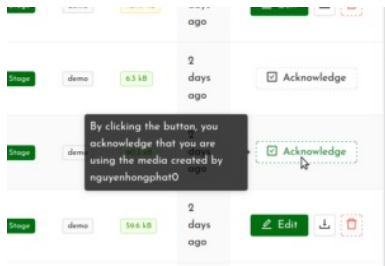 ago
Stage demo 6.3 kB 2 days ago Acknowledge
By clicking the button, you
acknowledge that you are
using the media created by
nguyenhongphat0
Stage Acknowledge
Stage demo 59.6 kB 2 days ago Edit